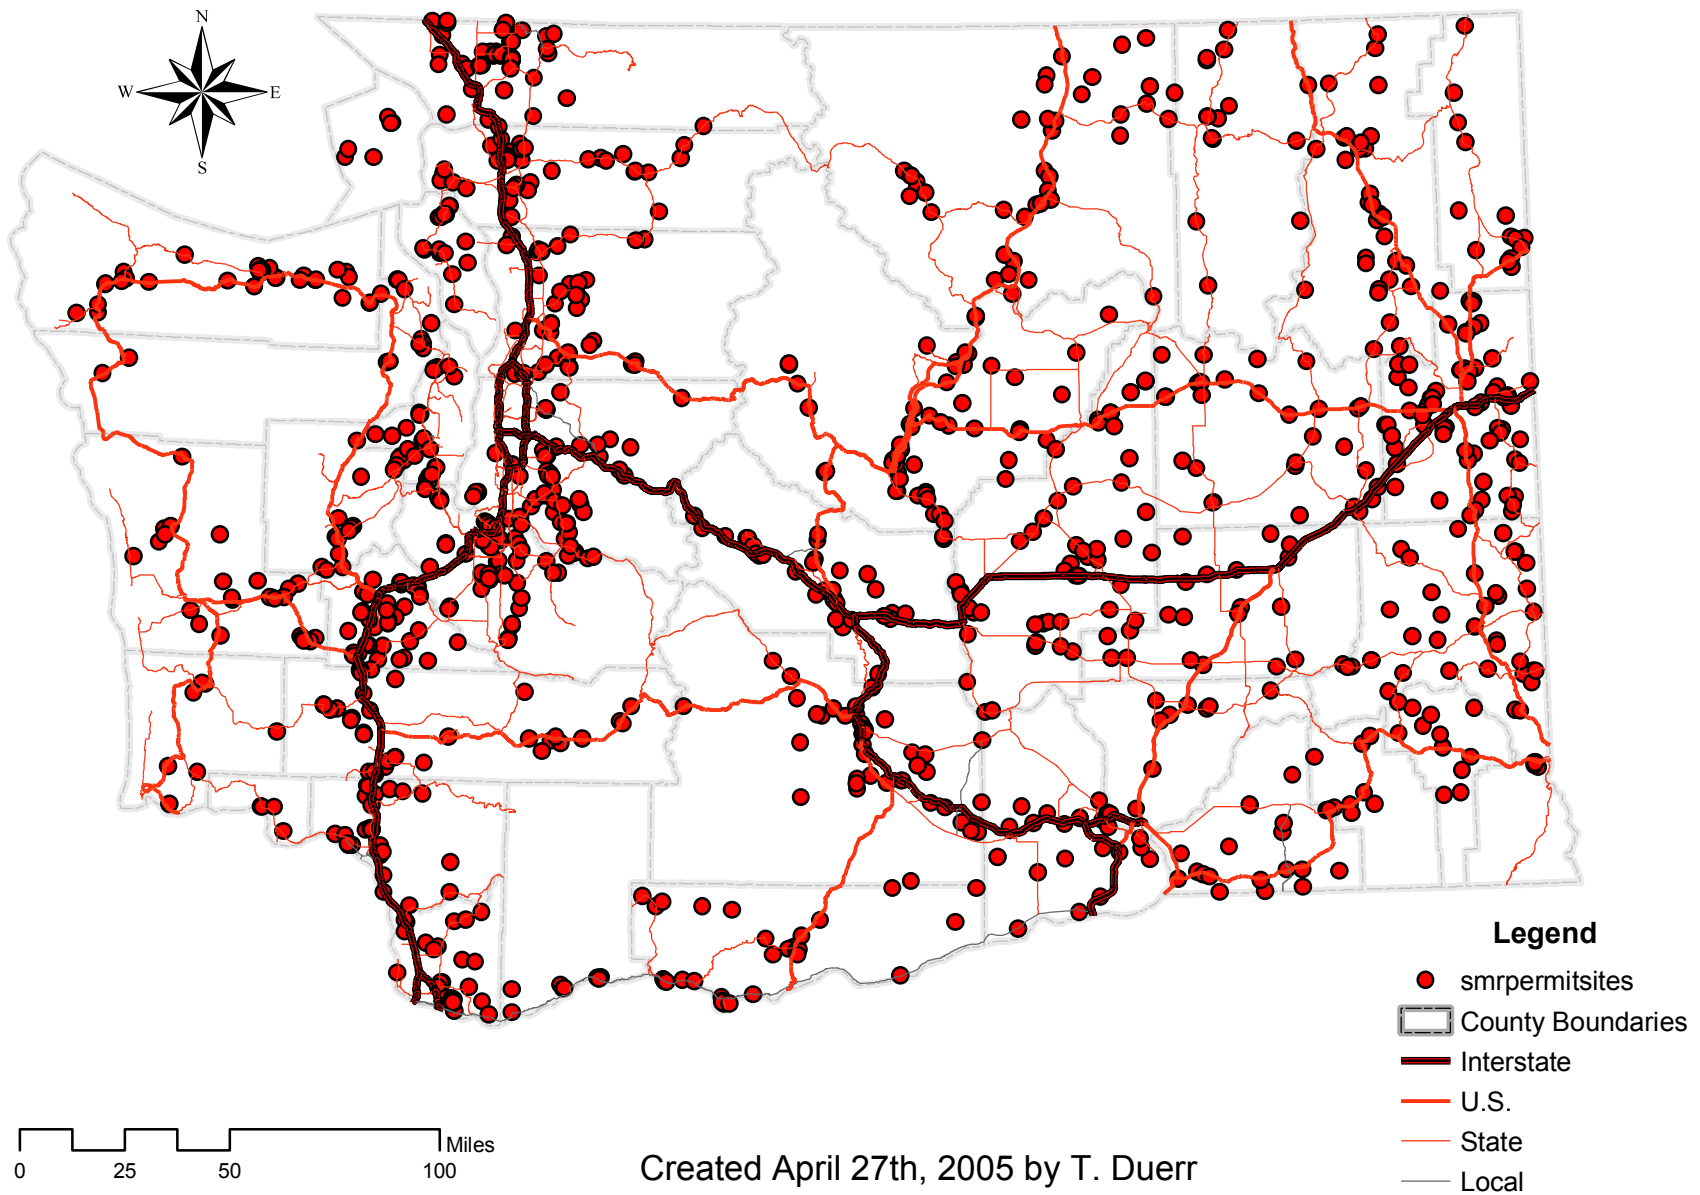 N
W E
S
Legend
smrpermitsites
County Boundaries
Interstate
U.S.
State
Local
Miles
0 25 50 100
Created April 27th, 2005 by T. Duerr